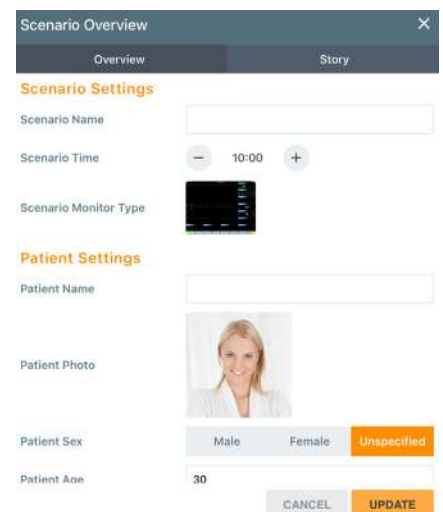 Scenario Overview ×
Overview Story
Scenario Settings
Scenario Name
Scenario Time − 10:00 +
Scenario Monitor Type
Patient Settings
Patient Name
Patient Photo
Patient Sex Male Female Unspecified
Patient Age 30
CANCEL UPDATE